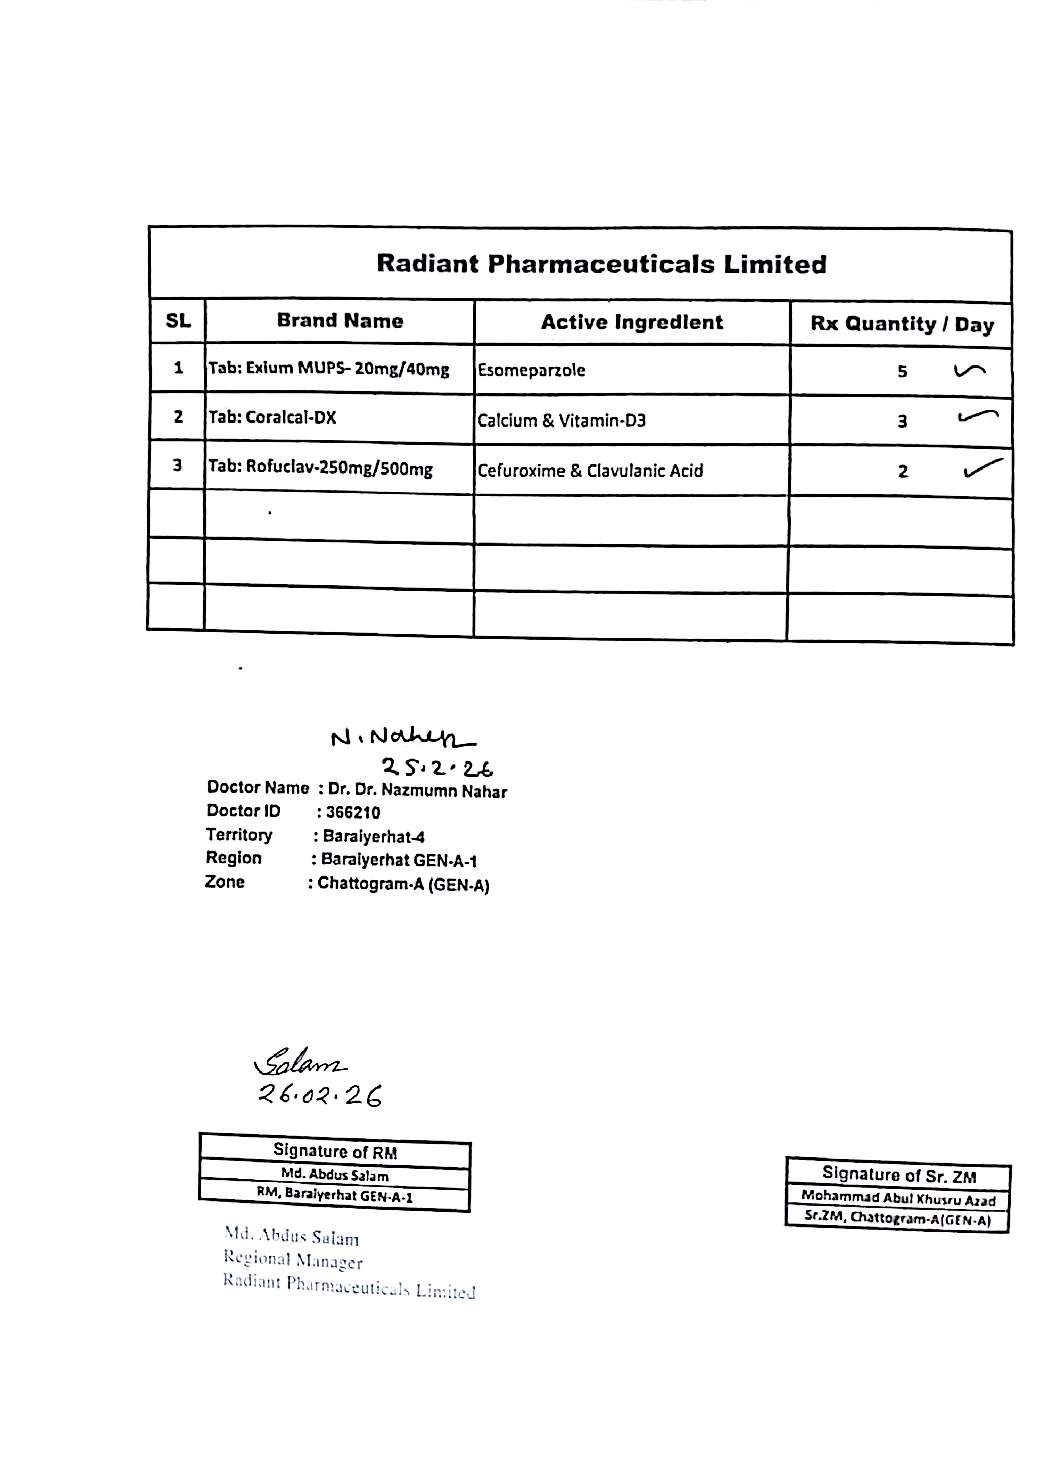 Radiant Pharmaceuticals Limited
SL Brand Name Active Ingredient Rx Quantity / Day
1 Tab: Exium MUPS- 20mg/40mg Esomeparzole 5
2 Tab: Coralcal-DX Calcium & Vitamin-D3 3
3 Tab: Rofuclav-250mg/500mg Cefuroxime & Clavulanic Acid 2
N. Naher
25.2.26
Doctor Name : Dr. Dr. Nazmumn Nahar
Doctor ID : 366210
Territory : Baraiyerhat-4
Region : Baraiyerhat GEN-A-1
Zone : Chattogram-A (GEN-A)
Salam
26.02.26
Signature of RM
Md. Abdus Salam
RM, Baraiyerhat GEN-A-1
Signature of Sr. ZM
Mohammad Abul Khusru Azad
Sr.ZM, Chattogram-A(GEN-A)
Md. Abdus Salam
Regional Manager
Radiant Pharmaceuticals Limited